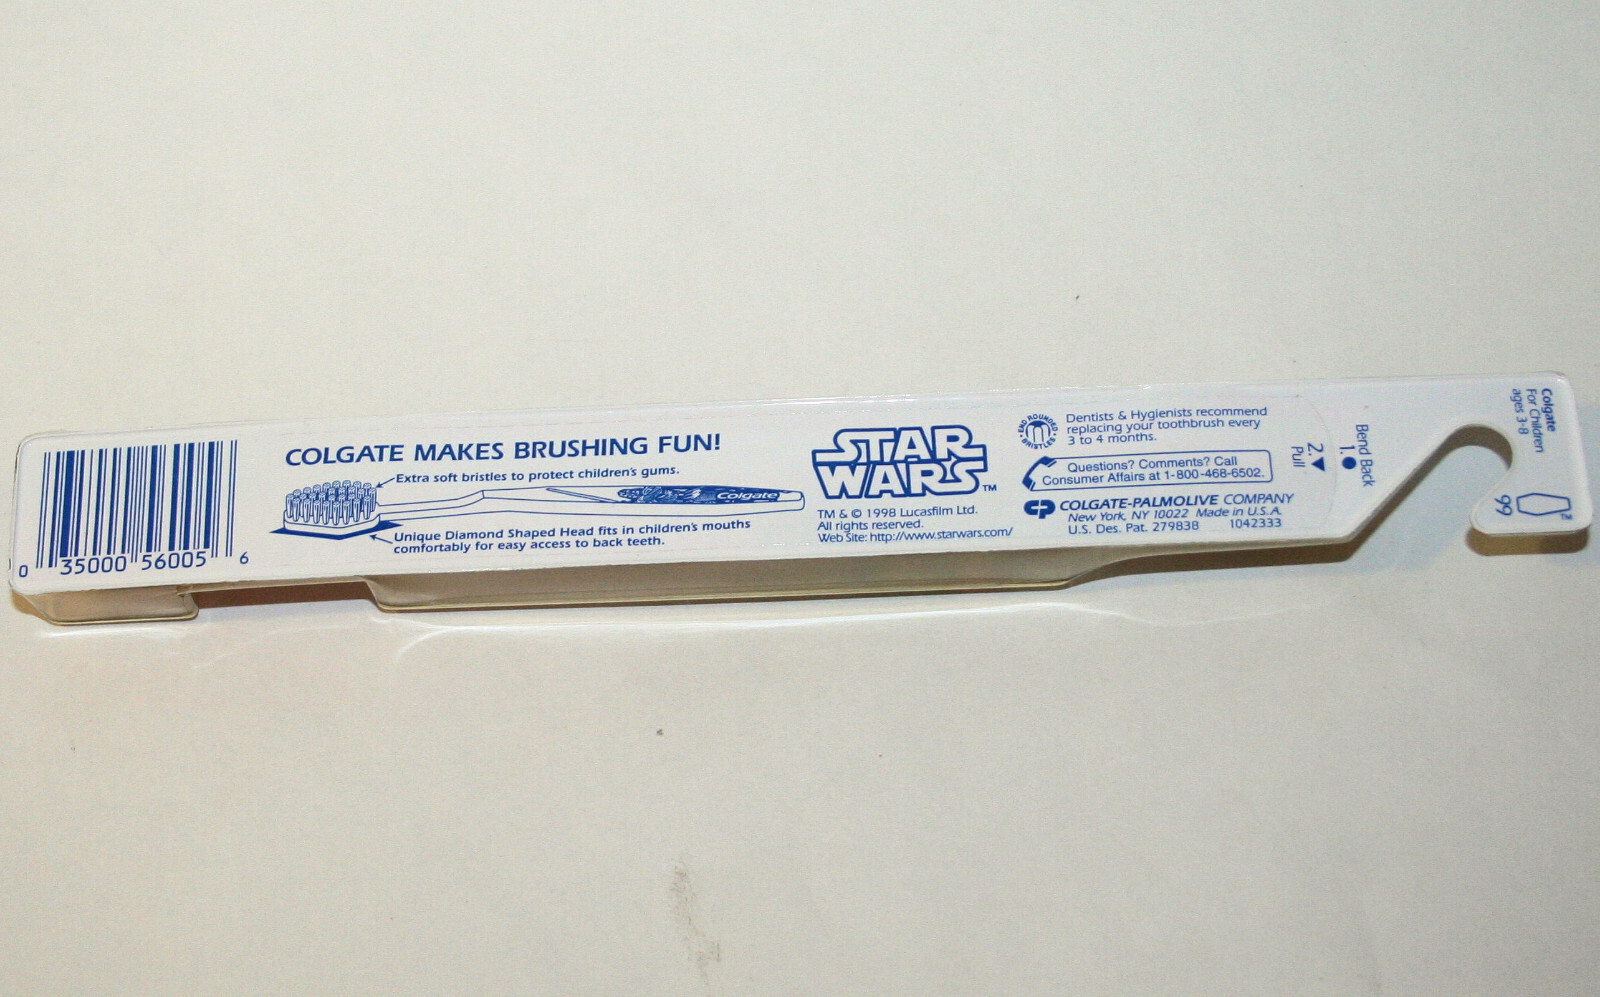 0 35000 56005 6
COLGATE MAKES BRUSHING FUN!
Extra soft bristles to protect children's gums.
Colgate
Unique Diamond Shaped Head fits in children's mouths
comfortably for easy access to back teeth.
STAR
WARS™
TM & © 1998 Lucasfilm Ltd.
All rights reserved.
Web Site: http://www.starwars.com/
END ROUNDED
BRISTLES
Dentists & Hygienists recommend
replacing your toothbrush every
3 to 4 months.
Questions? Comments? Call
Consumer Affairs at 1-800-468-6502.
CP COLGATE-PALMOLIVE COMPANY
New York, NY 10022 Made in U.S.A.
U.S. Des. Pat. 279838 1042333
Bend Back
1.
2.
Pull
Colgate
For Children
ages 3-8
™
99